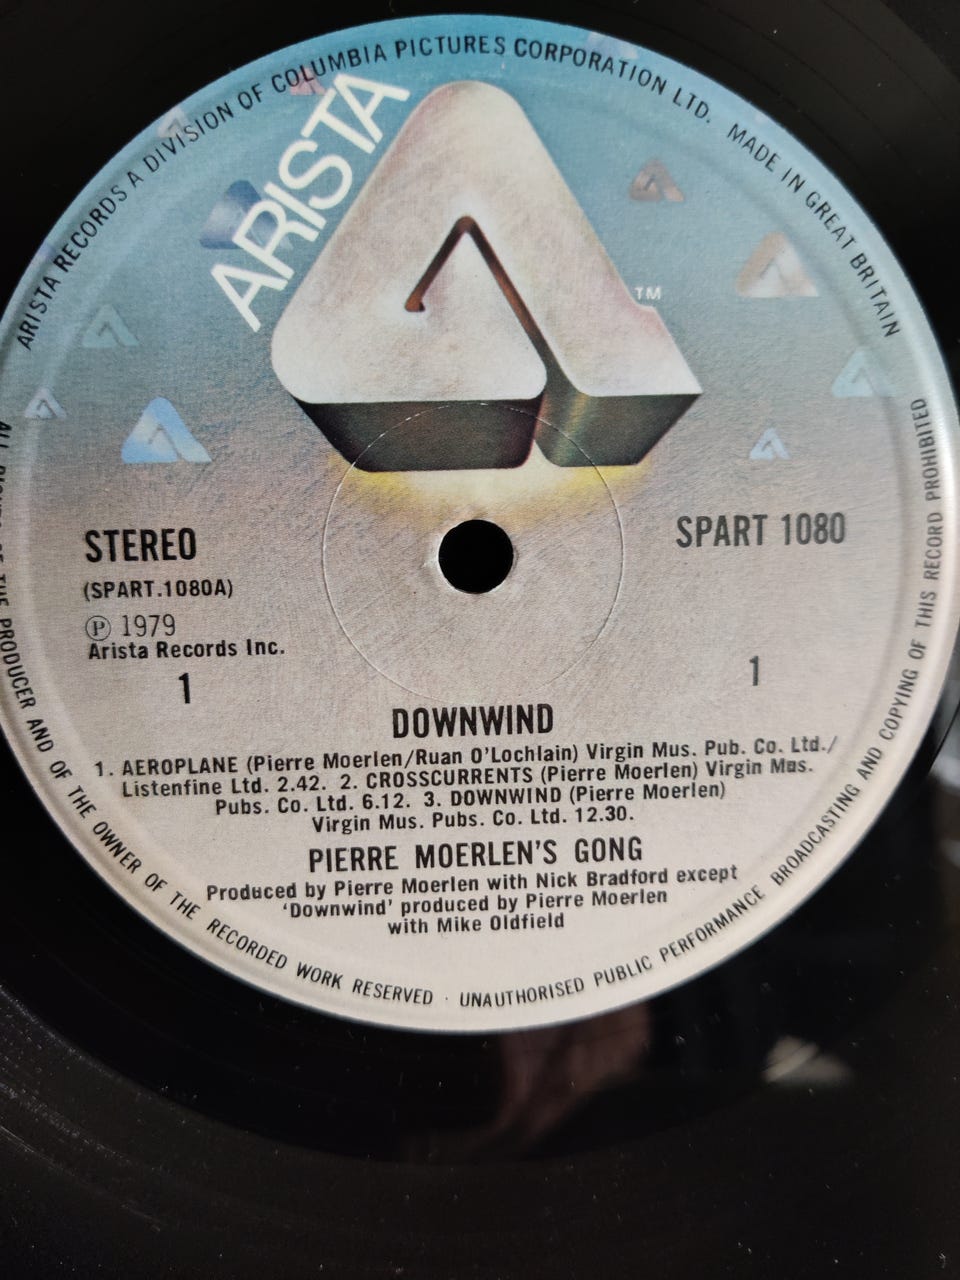 ARISTA RECORDS A DIVISION OF COLUMBIA PICTURES CORPORATION LTD. MADE IN GREAT BRITAIN
ARISTA
TM
STEREO
SPART 1080
(SPART.1080A)
℗ 1979
Arista Records Inc.
1
1
DOWNWIND
1. AEROPLANE (Pierre Moerlen/Ruan O'Lochlain) Virgin Mus. Pub. Co. Ltd./
Listenfine Ltd. 2.42. 2. CROSSCURRENTS (Pierre Moerlen) Virgin Mus.
Pubs. Co. Ltd. 6.12. 3. DOWNWIND (Pierre Moerlen)
Virgin Mus. Pubs. Co. Ltd. 12.30.
PIERRE MOERLEN'S GONG
Produced by Pierre Moerlen with Nick Bradford except
'Downwind' produced by Pierre Moerlen
with Mike Oldfield
ALL RIGHTS OF THE PRODUCER AND OF THE OWNER OF THE RECORDED WORK RESERVED · UNAUTHORISED PUBLIC PERFORMANCE BROADCASTING AND COPYING OF THIS RECORD PROHIBITED